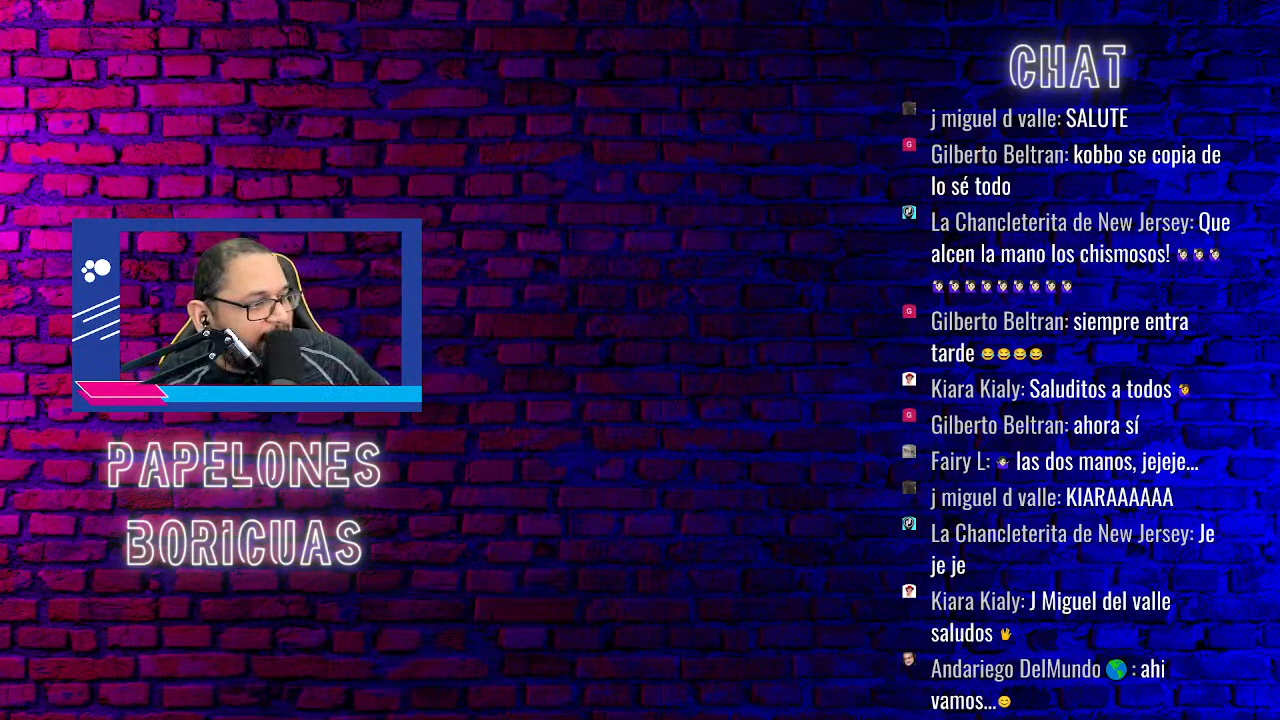 CHAT
j miguel d valle: SALUTE
Gilberto Beltran: kobbo se copia de
lo sé todo
La Chancleterita de New Jersey: Que
alcen la mano los chismosos!
Gilberto Beltran: siempre entra
tarde 😂😂😂😂
Kiara Kialy: Saluditos a todos
Gilberto Beltran: ahora sí
Fairy L: las dos manos, jejeje...
j miguel d valle: KIARAAAAAA
La Chancleterita de New Jersey: Je
je je
Kiara Kialy: J Miguel del valle
saludos 🖖
Andariego DelMundo 🌎 : ahi
vamos...😊
PAPELONES
BORICUAS